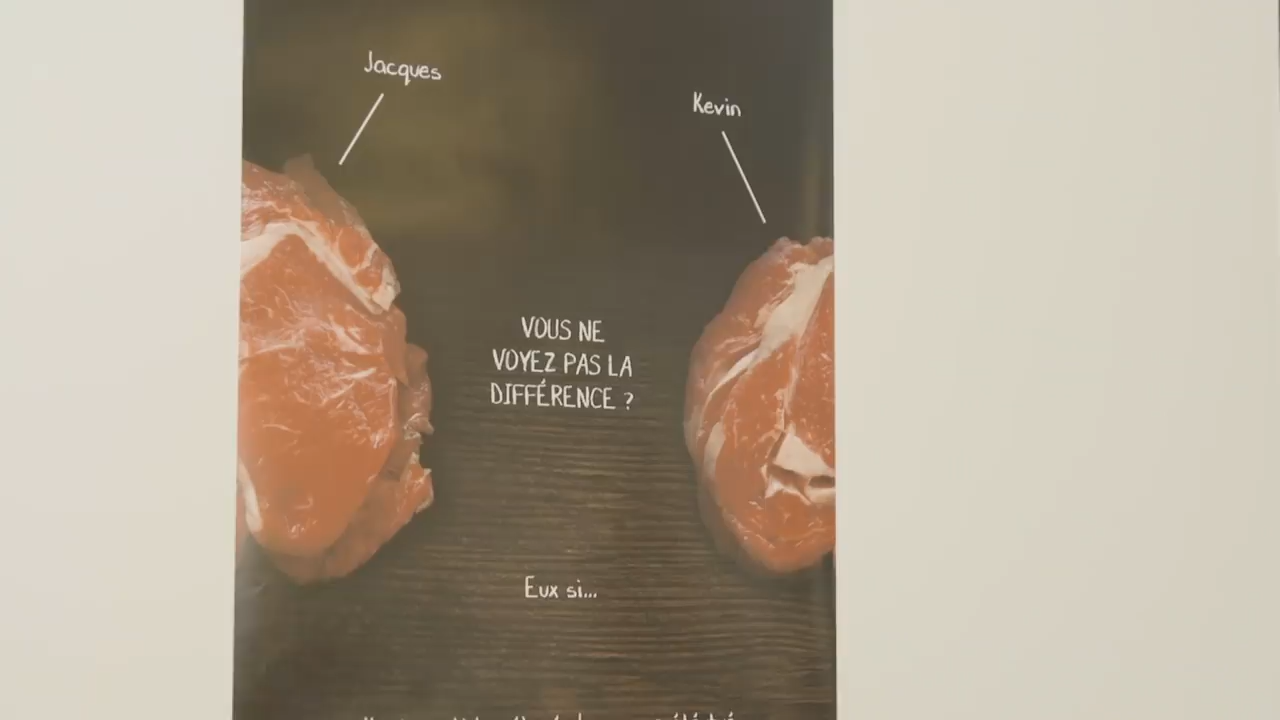 Jacques
Kevin
VOUS NE
VOYEZ PAS LA
DIFFÉRENCE ?
Eux si...